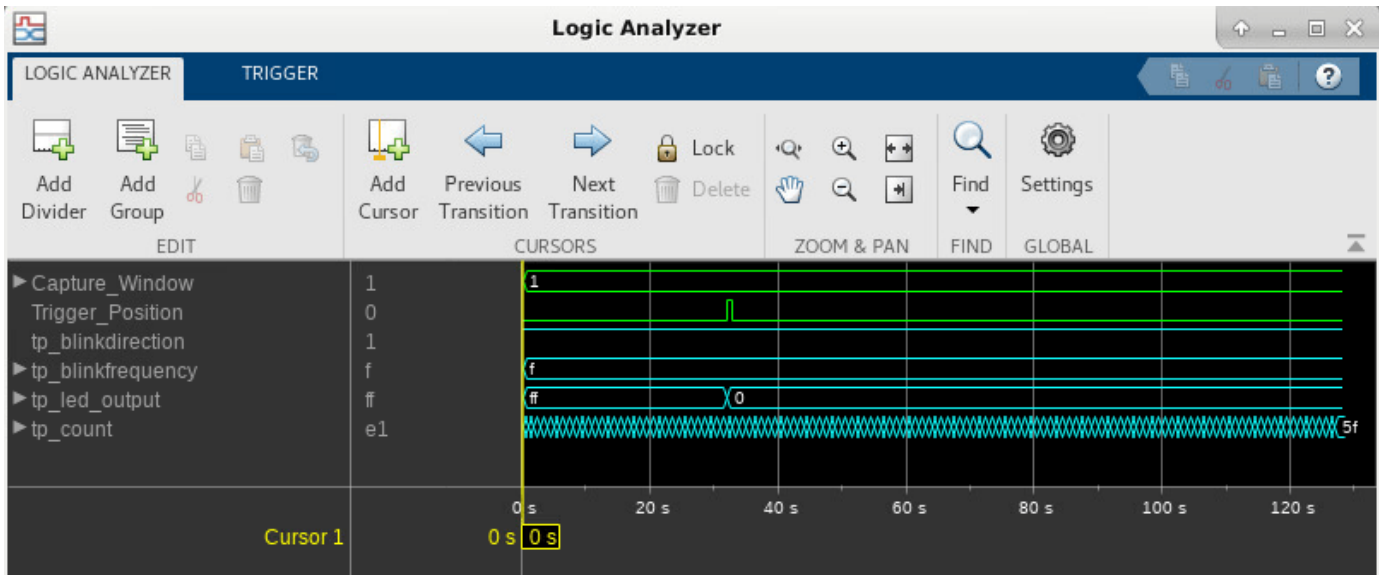 Logic Analyzer
LOGIC ANALYZER TRIGGER
?
Add Divider
Add Group
Add Cursor
Previous Transition
Next Transition
Lock
Delete
Find
Settings
EDIT CURSORS ZOOM & PAN FIND GLOBAL
Capture_Window 1 1
Trigger_Position 0
tp_blinkdirection 1
tp_blinkfrequency f f
tp_led_output ff ff 0
tp_count e1 5f
0 s 20 s 40 s 60 s 80 s 100 s 120 s
Cursor 1 0 s 0 s